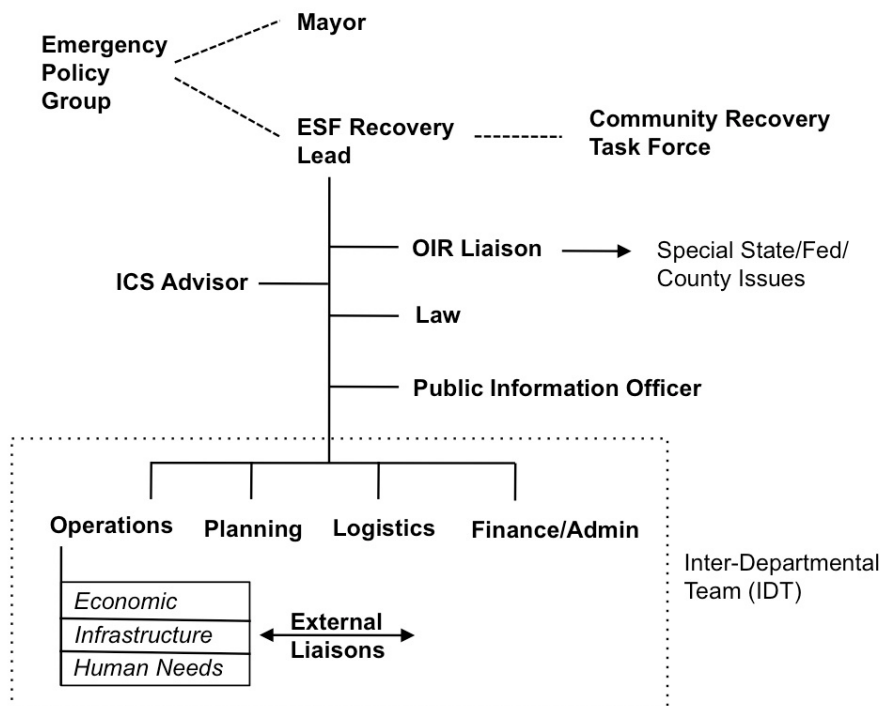 Mayor
Emergency
Policy
Group
ESF Recovery
Lead
Community Recovery
Task Force
OIR Liaison
Special State/Fed/
County Issues
ICS Advisor
Law
Public Information Officer
Operations
Planning
Logistics
Finance/Admin
Inter-Departmental
Team (IDT)
Economic
Infrastructure
Human Needs
External
Liaisons